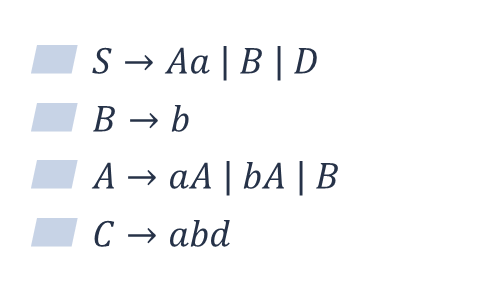 S → Aa | B | D
B → b
A → aA | bA | B
C → abd